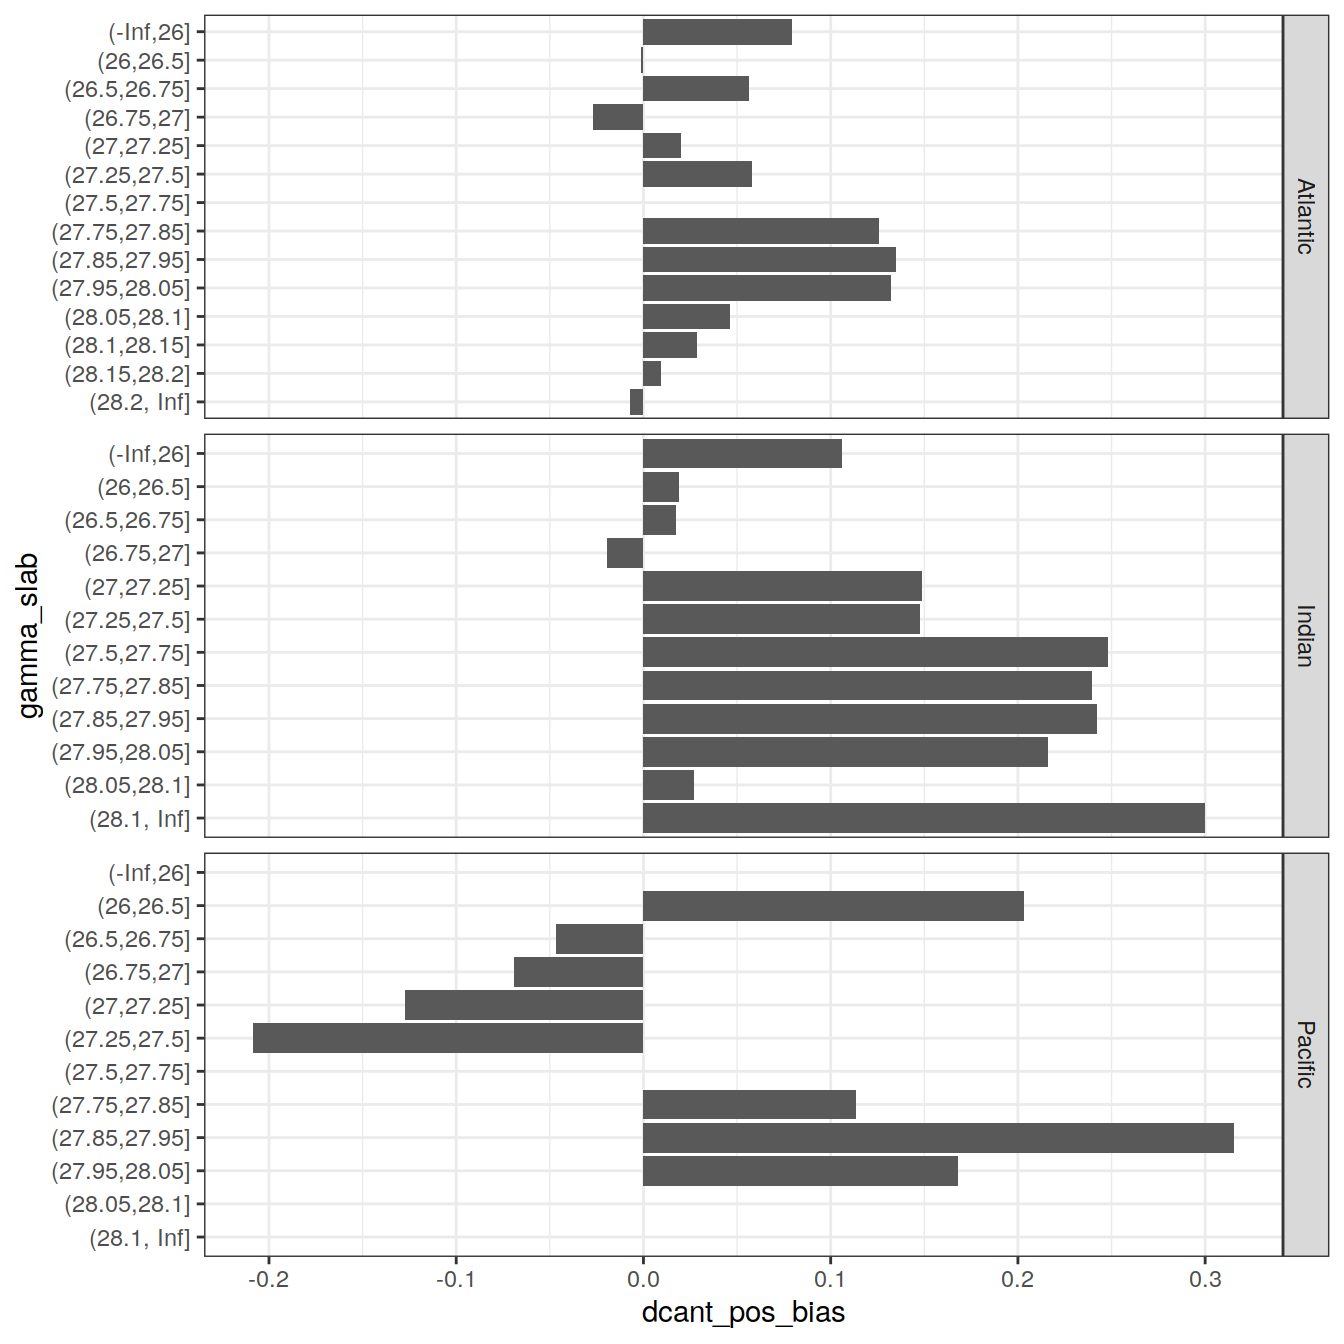 (-Inf,26]
(26,26.5]
(26.5,26.75]
(26.75,27]
(27,27.25]
(27.25,27.5]
(27.5,27.75]
(27.75,27.85]
(27.85,27.95]
(27.95,28.05]
(28.05,28.1]
(28.1,28.15]
(28.15,28.2]
(28.2, Inf]
Atlantic
(-Inf,26]
(26,26.5]
(26.5,26.75]
(26.75,27]
(27,27.25]
(27.25,27.5]
(27.5,27.75]
(27.75,27.85]
(27.85,27.95]
(27.95,28.05]
(28.05,28.1]
(28.1, Inf]
Indian
gamma_slab
(-Inf,26]
(26,26.5]
(26.5,26.75]
(26.75,27]
(27,27.25]
(27.25,27.5]
(27.5,27.75]
(27.75,27.85]
(27.85,27.95]
(27.95,28.05]
(28.05,28.1]
(28.1, Inf]
Pacific
-0.2 -0.1 0.0 0.1 0.2 0.3
dcant_pos_bias